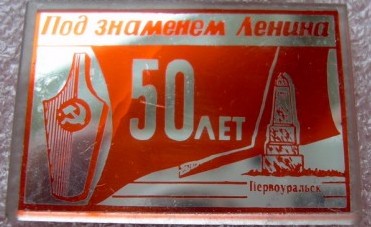 Под знаменем Ленина
50 ЛЕТ
Первоуральск